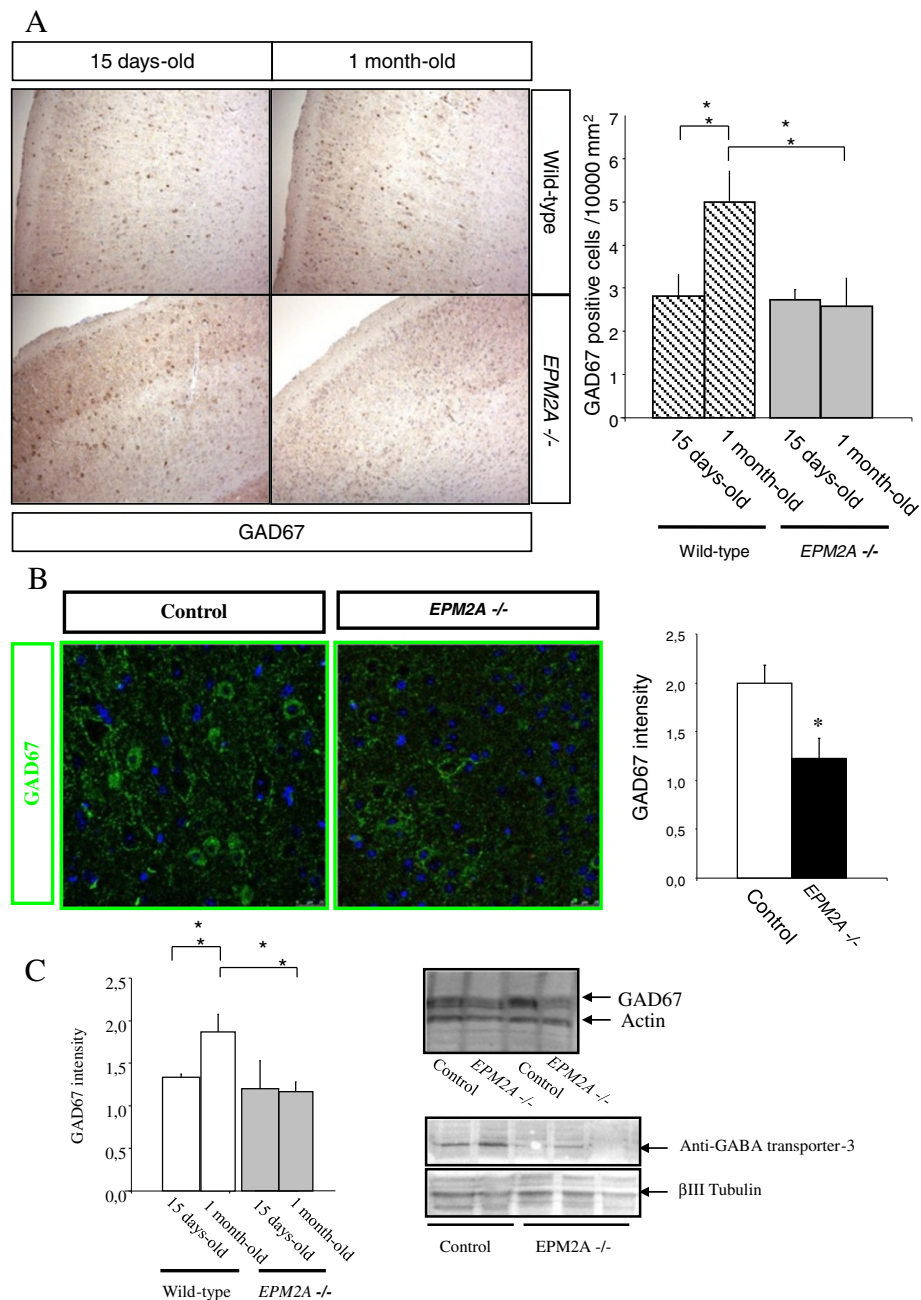 A
15 days-old
1 month-old
Wild-type
EPM2A -/-
GAD67
GAD67 positive cells /10000 mm²
7
6
5
4
3
2
1
0
*
*
*
*
15 days-old
1 month-old
15 days-old
1 month-old
Wild-type
EPM2A -/-
B
Control
EPM2A -/-
GAD67
GAD67 intensity
2,5
2,0
1,5
1,0
0,5
0,0
*
Control
EPM2A -/-
C
GAD67 intensity
2,5
2,0
1,5
1,0
0,5
0,0
*
*
*
*
15 days-old
1 month-old
15 days-old
1 month-old
Wild-type
EPM2A -/-
GAD67
Actin
Control
EPM2A -/-
Control
EPM2A -/-
Anti-GABA transporter-3
βIII Tubulin
Control
EPM2A -/-